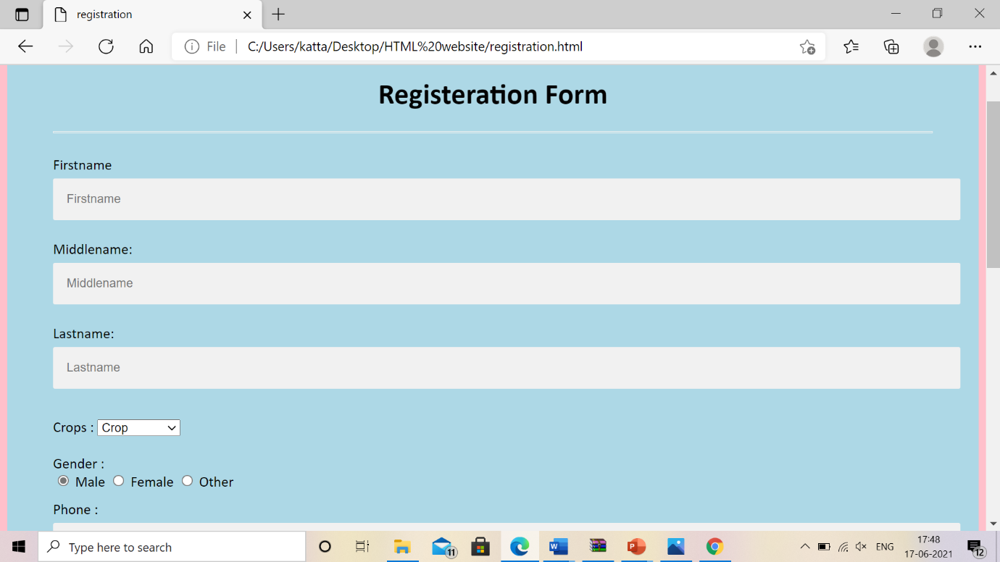 registration
File | C:/Users/katta/Desktop/HTML%20website/registration.html
Registeration Form
Firstname
Firstname
Middlename:
Middlename
Lastname:
Lastname
Crops : Crop
Gender :
Male Female Other
Phone :
Type here to search
11
W
P
ENG
17:48
17-06-2021
12